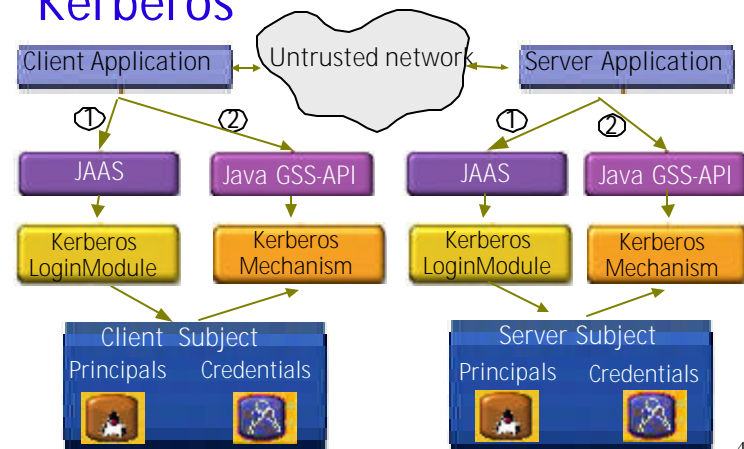 Kerberos
Client Application
Untrusted network
Server Application
1
2
1
2
JAAS
Java GSS-API
JAAS
Java GSS-API
Kerberos
LoginModule
Kerberos
Mechanism
Kerberos
LoginModule
Kerberos
Mechanism
Client Subject
Principals Credentials
Server Subject
Principals Credentials
4